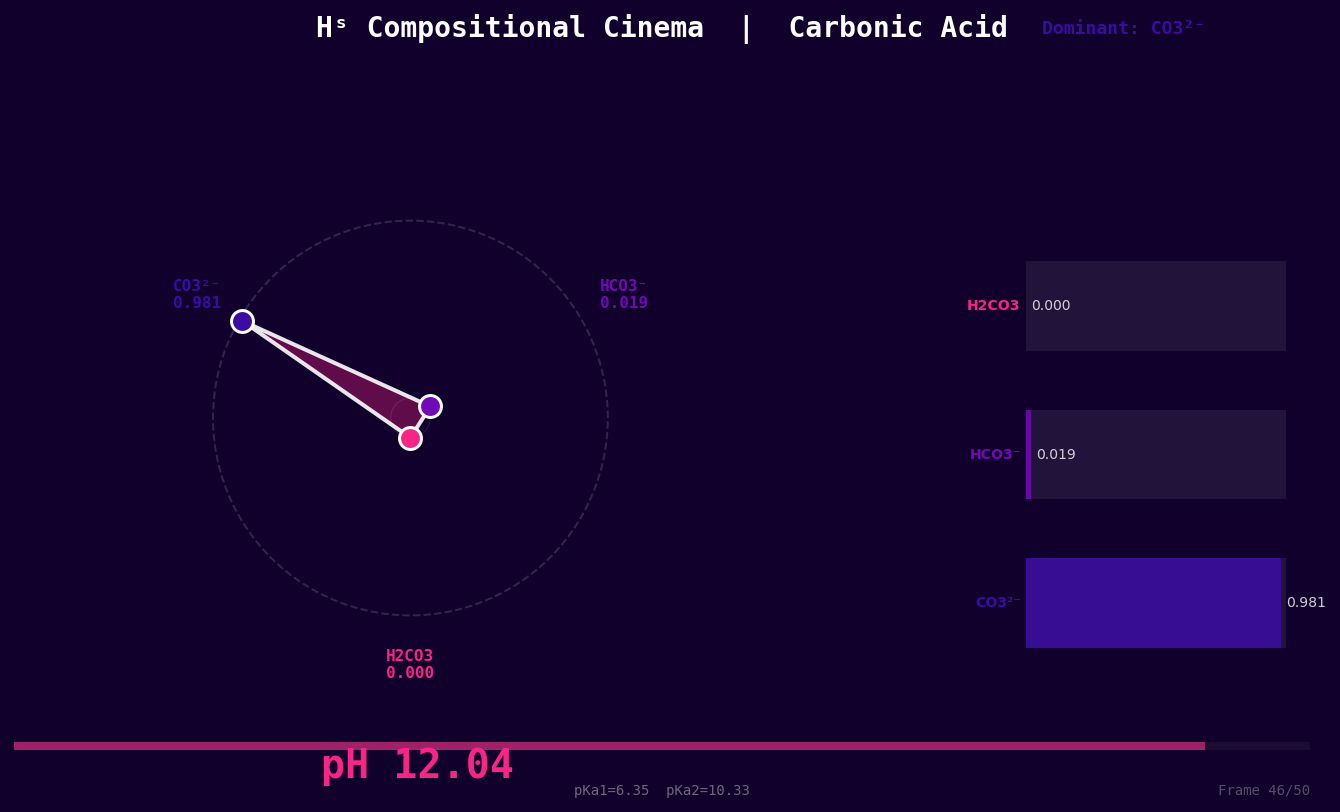 Hˢ Compositional Cinema | Carbonic Acid
Dominant: CO3²⁻
CO3²⁻
0.981
HCO3⁻
0.019
H2CO3
0.000
H2CO3
0.000
HCO3⁻
0.019
CO3²⁻
0.981
pH 12.04
pKa1=6.35 pKa2=10.33
Frame 46/50